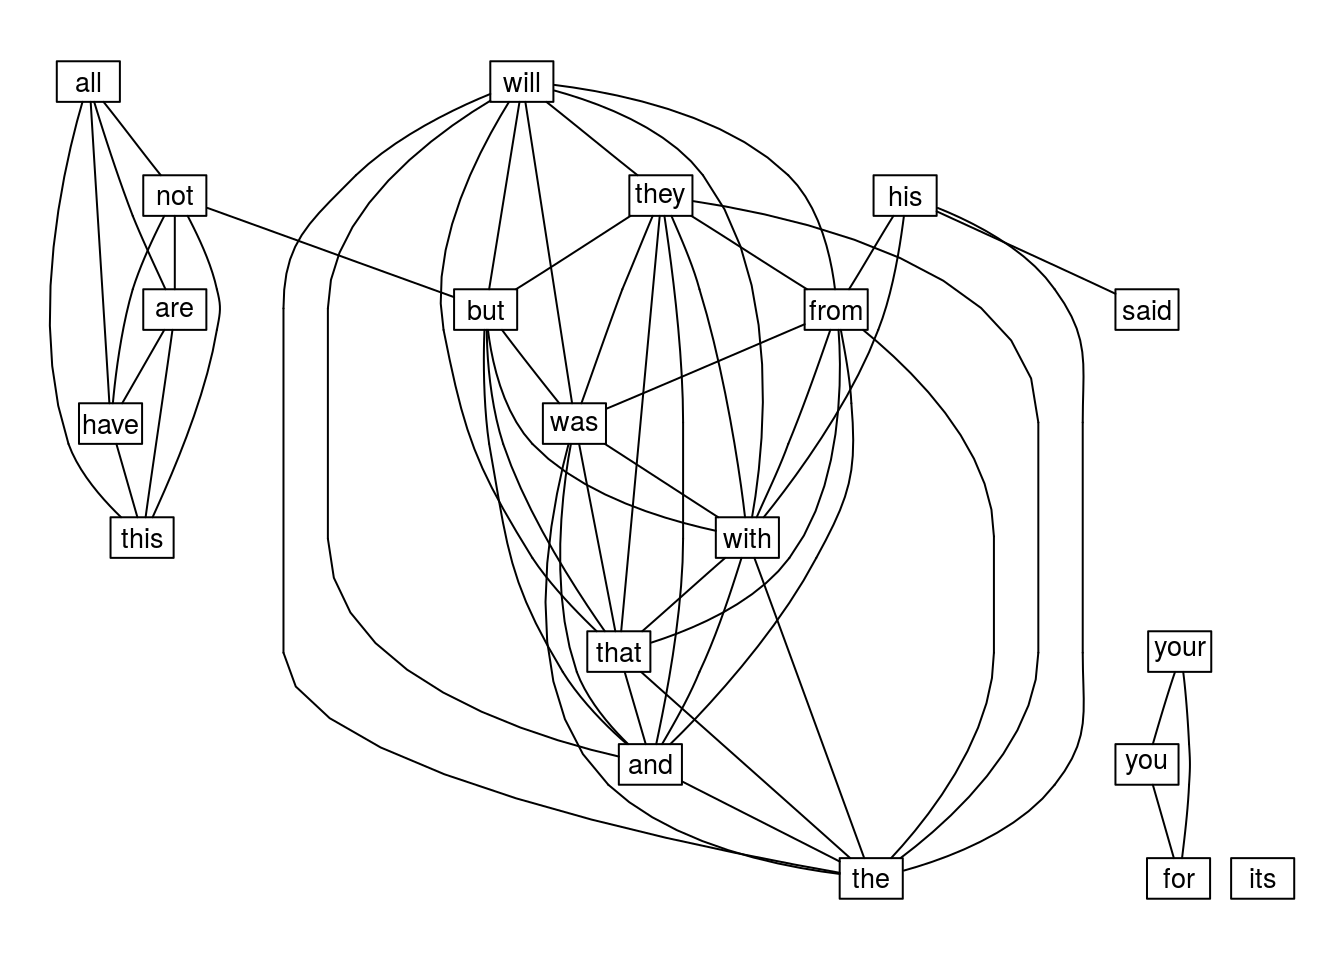 all
will
not
they
his
are
but
from
said
have
was
this
with
that
your
and
you
the
for
its